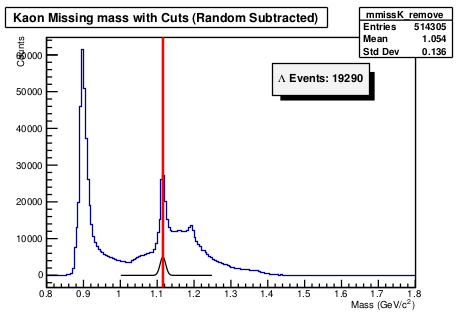 Kaon Missing mass with Cuts (Random Subtracted)
mmissK_remove
Entries 514305
Mean 1.054
Std Dev 0.136
Counts
Λ Events: 19290
60000
50000
40000
30000
20000
10000
0
0.8 0.9 1 1.1 1.2 1.3 1.4 1.5 1.6 1.7 1.8
Mass (GeV/c²)